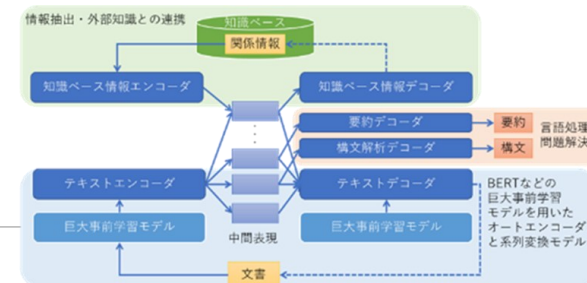 情報抽出・外部知識との連携
知識ベース
関係情報
知識ベース情報エンコーダ
知識ベース情報デコーダ
要約デコーダ
要約
構文解析デコーダ
構文
言語処理
問題解決
テキストエンコーダ
テキストデコーダ
巨大事前学習モデル
中間表現
巨大事前学習モデル
BERTなどの
巨大事前学習
モデルを用いた
オートエンコーダ
と系列変換モデル
文書